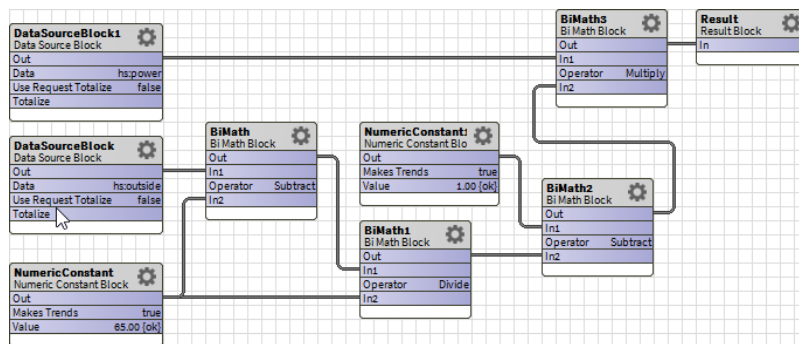 DataSourceBlock1
Data Source Block
Out
Data hs:power
Use Request Totalize false
Totalize
BiMath3
Bi Math Block
Out
In1
Operator Multiply
In2
Result
Result Block
In
DataSourceBlock
Data Source Block
Out
Data hs:outside
Use Request Totalize false
Totalize
BiMath
Bi Math Block
Out
In1
Operator Subtract
In2
NumericConstant1
Numeric Constant Blo
Out
Makes Trends true
Value 1.00 {ok}
BiMath2
Bi Math Block
Out
In1
Operator Subtract
In2
BiMath1
Bi Math Block
Out
In1
Operator Divide
In2
NumericConstant
Numeric Constant Block
Out
Makes Trends true
Value 65.00 {ok}